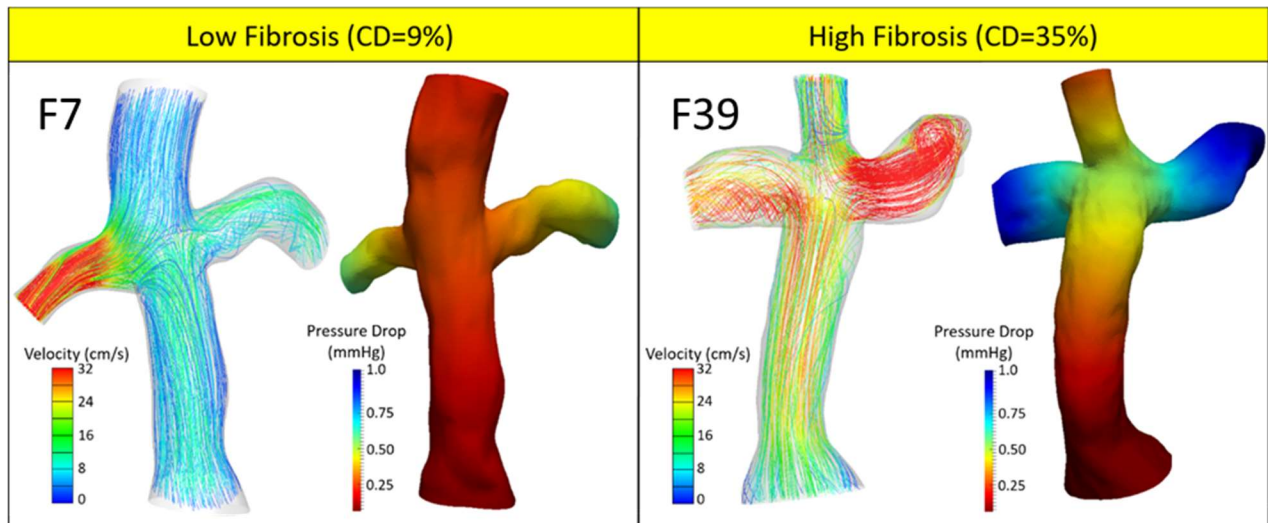 Low Fibrosis (CD=9%)
High Fibrosis (CD=35%)
F7
Velocity (cm/s)
32
24
16
8
0
Pressure Drop
(mmHg)
1.0
0.75
0.50
0.25
F39
Velocity (cm/s)
32
24
16
8
0
Pressure Drop
(mmHg)
1.0
0.75
0.50
0.25